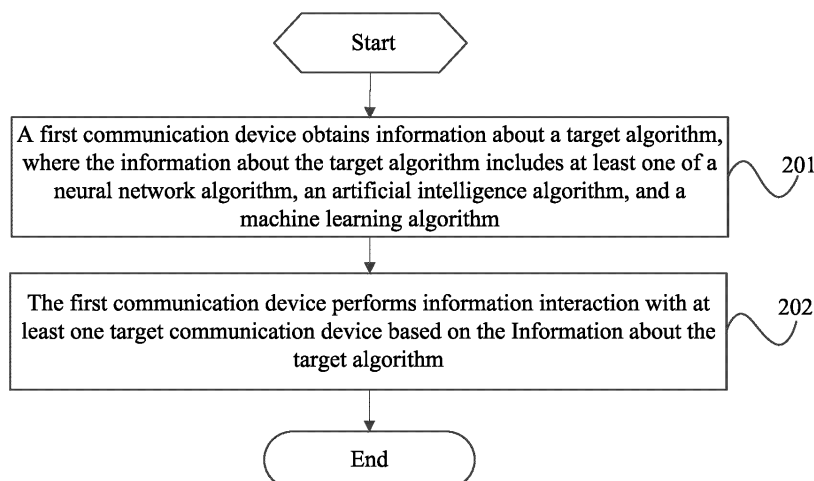 Start
A first communication device obtains information about a target algorithm,
where the information about the target algorithm includes at least one of a
neural network algorithm, an artificial intelligence algorithm, and a
machine learning algorithm
201
The first communication device performs information interaction with at
least one target communication device based on the Information about the
target algorithm
202
End